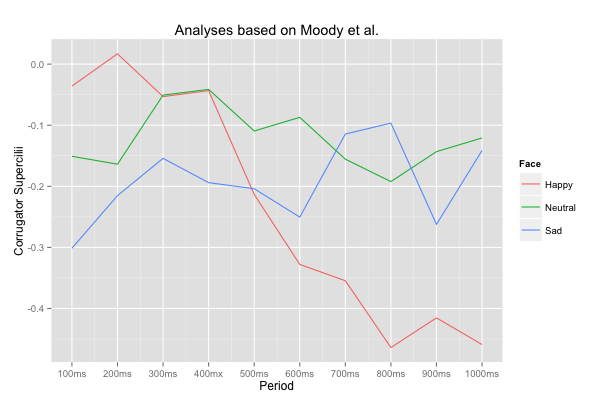 Analyses based on Moody et al.
Corrugator Supercilii
0.0
-0.1
-0.2
-0.3
-0.4
100ms 200ms 300ms 400mx 500ms 600ms 700ms 800ms 900ms 1000ms
Period
Face
Happy
Neutral
Sad